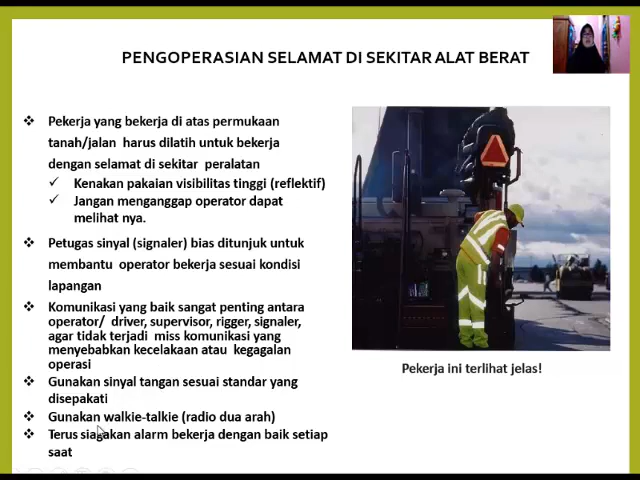 PENGOPERASIAN SELAMAT DI SEKITAR ALAT BERAT
Pekerja yang bekerja di atas permukaan
tanah/jalan harus dilatih untuk bekerja
dengan selamat di sekitar peralatan
Kenakan pakaian visibilitas tinggi (reflektif)
Jangan menganggap operator dapat
melihat nya.
Petugas sinyal (signaler) bias ditunjuk untuk
membantu operator bekerja sesuai kondisi
lapangan
Komunikasi yang baik sangat penting antara
operator/ driver, supervisor, rigger, signaler,
agar tidak terjadi miss komunikasi yang
menyebabkan kecelakaan atau kegagalan
operasi
Gunakan sinyal tangan sesuai standar yang
disepakati
Gunakan walkie-talkie (radio dua arah)
Terus siagakan alarm bekerja dengan baik setiap
saat
Pekerja ini terlihat jelas!